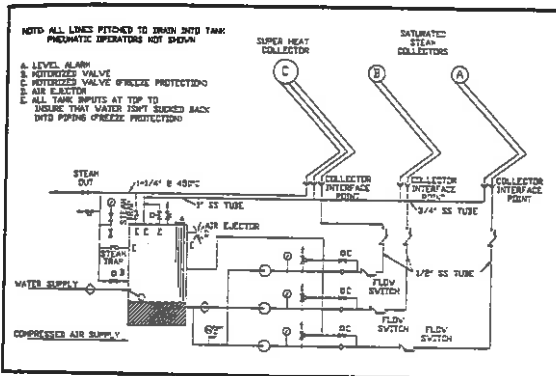 NOTE: ALL LINES PITCHED TO DRAIN INTO TANK
PNEUMATIC OPERATORS NOT SHOWN
A. LEVEL ALARM
B. MOTORIZED VALVE
C. MOTORIZED VALVE (FREEZE PROTECTION)
D. AIR EJECTOR
E. ALL TANK INPUTS AT TOP TO
INSURE THAT WATER ISN'T SUCKED BACK
INTO PIPING (FREEZE PROTECTION)
SUPER HEAT
COLLECTOR
SATURATED
STEAM
COLLECTORS
C
B
A
STEAM
OUT
1-1/4" @
1" SS TUBE
COLLECTOR
INTERFACE
POINT
COLLECTOR
INTERFACE
POINT
COLLECTOR
INTERFACE
POINT
3/4" SS TUBE
STEAM
TRAP
AIR EJECTOR
STEAM
TRAP
B
1/2" SS TUBE
WATER SUPPLY
C
C
C
FLOW
SWITCH
FLOW
SWITCH
FLOW
SWITCH
COMPRESSED AIR SUPPLY